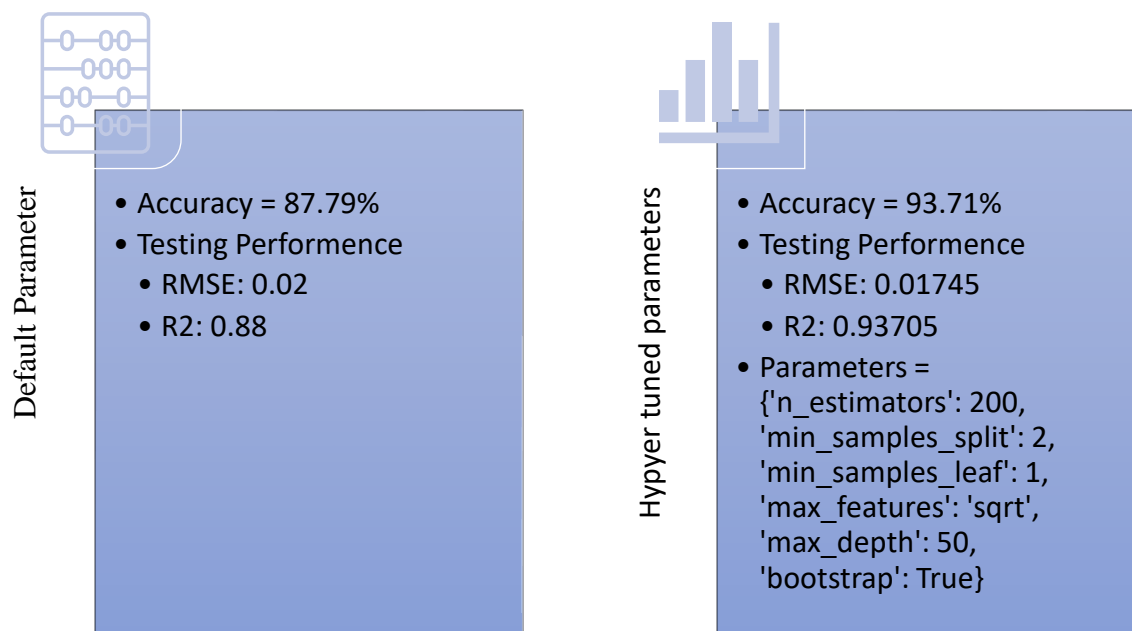 Default Parameter
• Accuracy = 87.79%
• Testing Performence
• RMSE: 0.02
• R2: 0.88
Hypyer tuned parameters
• Accuracy = 93.71%
• Testing Performence
• RMSE: 0.01745
• R2: 0.93705
• Parameters =
{'n_estimators': 200,
'min_samples_split': 2,
'min_samples_leaf': 1,
'max_features': 'sqrt',
'max_depth': 50,
'bootstrap': True}